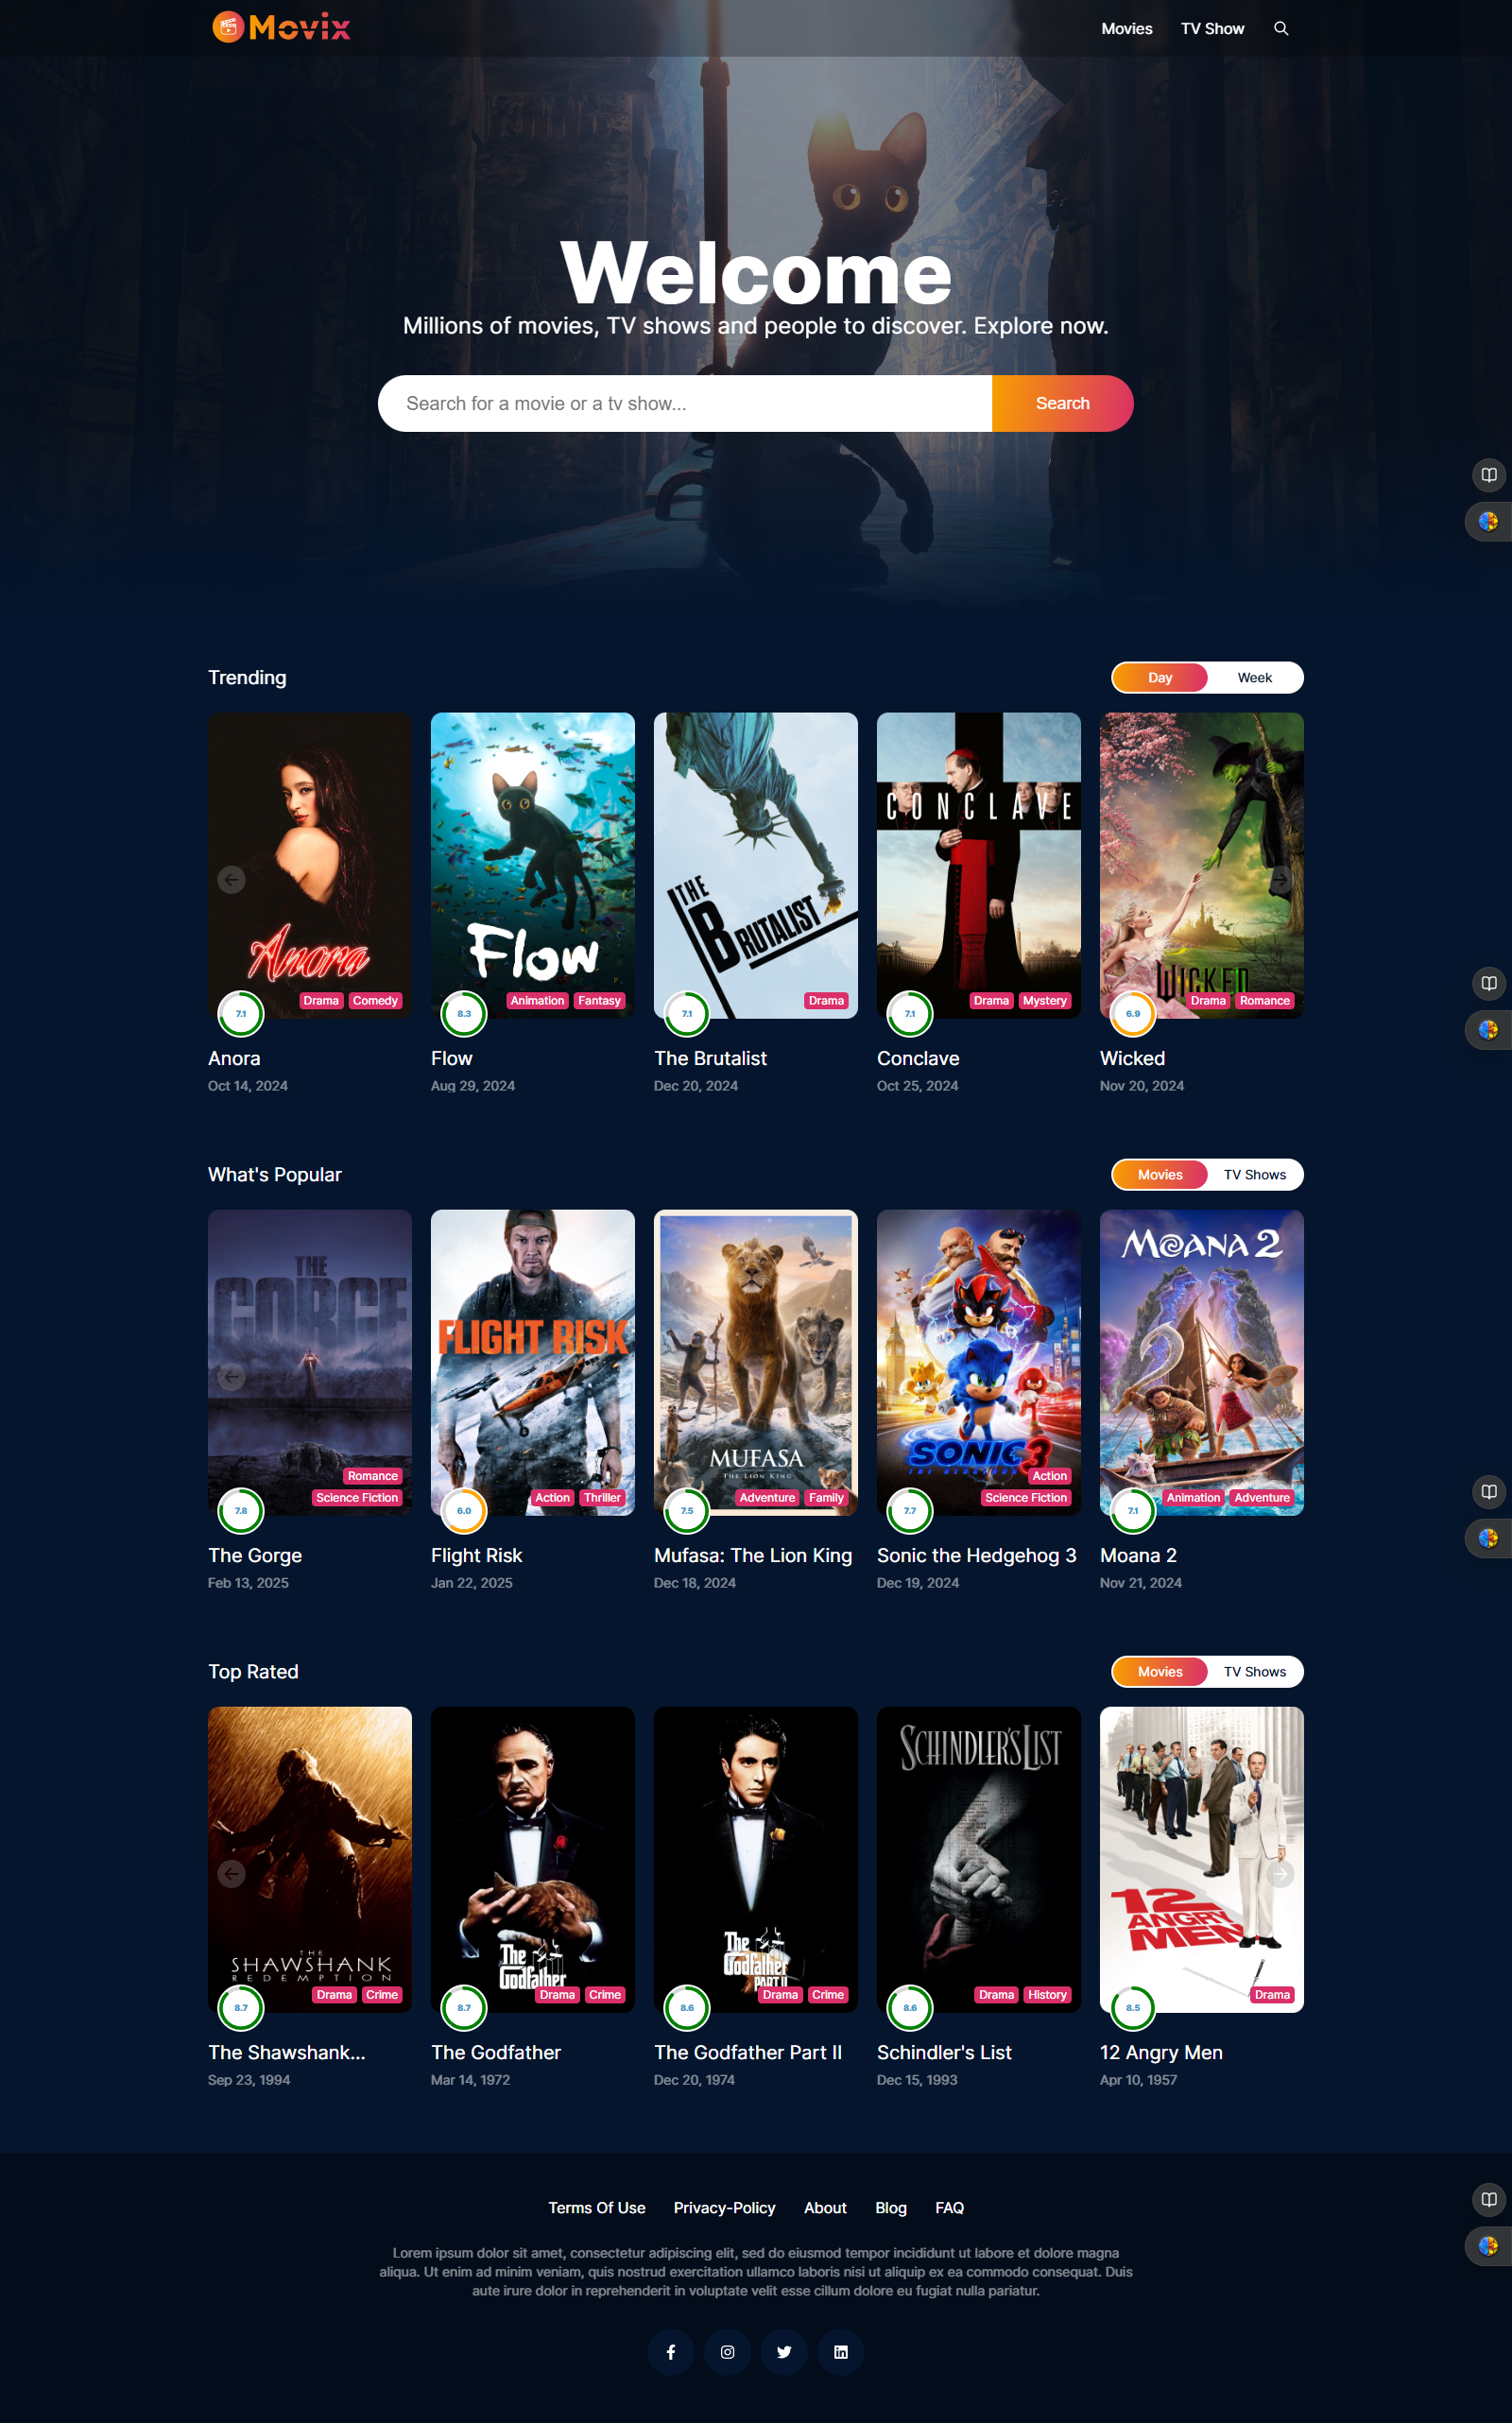 Movix
Movies
TV Show
Welcome
Millions of movies, TV shows and people to discover. Explore now.
Search for a movie or a tv show...
Search
Trending
Day
Week
Anora
Flow
THE BRUTALIST
CONCLAVE
WICKED
Drama
Comedy
Animation
Fantasy
Drama
Drama
Mystery
Drama
Romance
7.1
8.3
7.1
7.1
6.9
Anora
Flow
The Brutalist
Conclave
Wicked
Oct 14, 2024
Aug 29, 2024
Dec 20, 2024
Oct 25, 2024
Nov 20, 2024
What's Popular
Movies
TV Shows
THE
GORGE
FLIGHT RISK
MUFASA
THE LION KING
SONIC 3
MOANA 2
Romance
Science Fiction
Action
Thriller
Adventure
Family
Action
Science Fiction
Animation
Adventure
7.8
6.0
7.5
7.7
7.1
The Gorge
Flight Risk
Mufasa: The Lion King
Sonic the Hedgehog 3
Moana 2
Feb 13, 2025
Jan 22, 2025
Dec 18, 2024
Dec 19, 2024
Nov 21, 2024
Top Rated
Movies
TV Shows
THE
SHAWSHANK
REDEMPTION
The
Godfather
The
Godfather
PART II
SCHINDLER'S LIST
12
ANGRY
MEN
Drama
Crime
Drama
Crime
Drama
Crime
Drama
History
Drama
8.7
8.7
8.6
8.6
8.5
The Shawshank...
The Godfather
The Godfather Part II
Schindler's List
12 Angry Men
Sep 23, 1994
Mar 14, 1972
Dec 20, 1974
Dec 15, 1993
Apr 10, 1957
Terms Of Use
Privacy-Policy
About
Blog
FAQ
Lorem ipsum dolor sit amet, consectetur adipiscing elit, sed do eiusmod tempor incididunt ut labore et dolore magna
aliqua. Ut enim ad minim veniam, quis nostrud exercitation ullamco laboris nisi ut aliquip ex ea commodo consequat. Duis
aute irure dolor in reprehenderit in voluptate velit esse cillum dolore eu fugiat nulla pariatur.